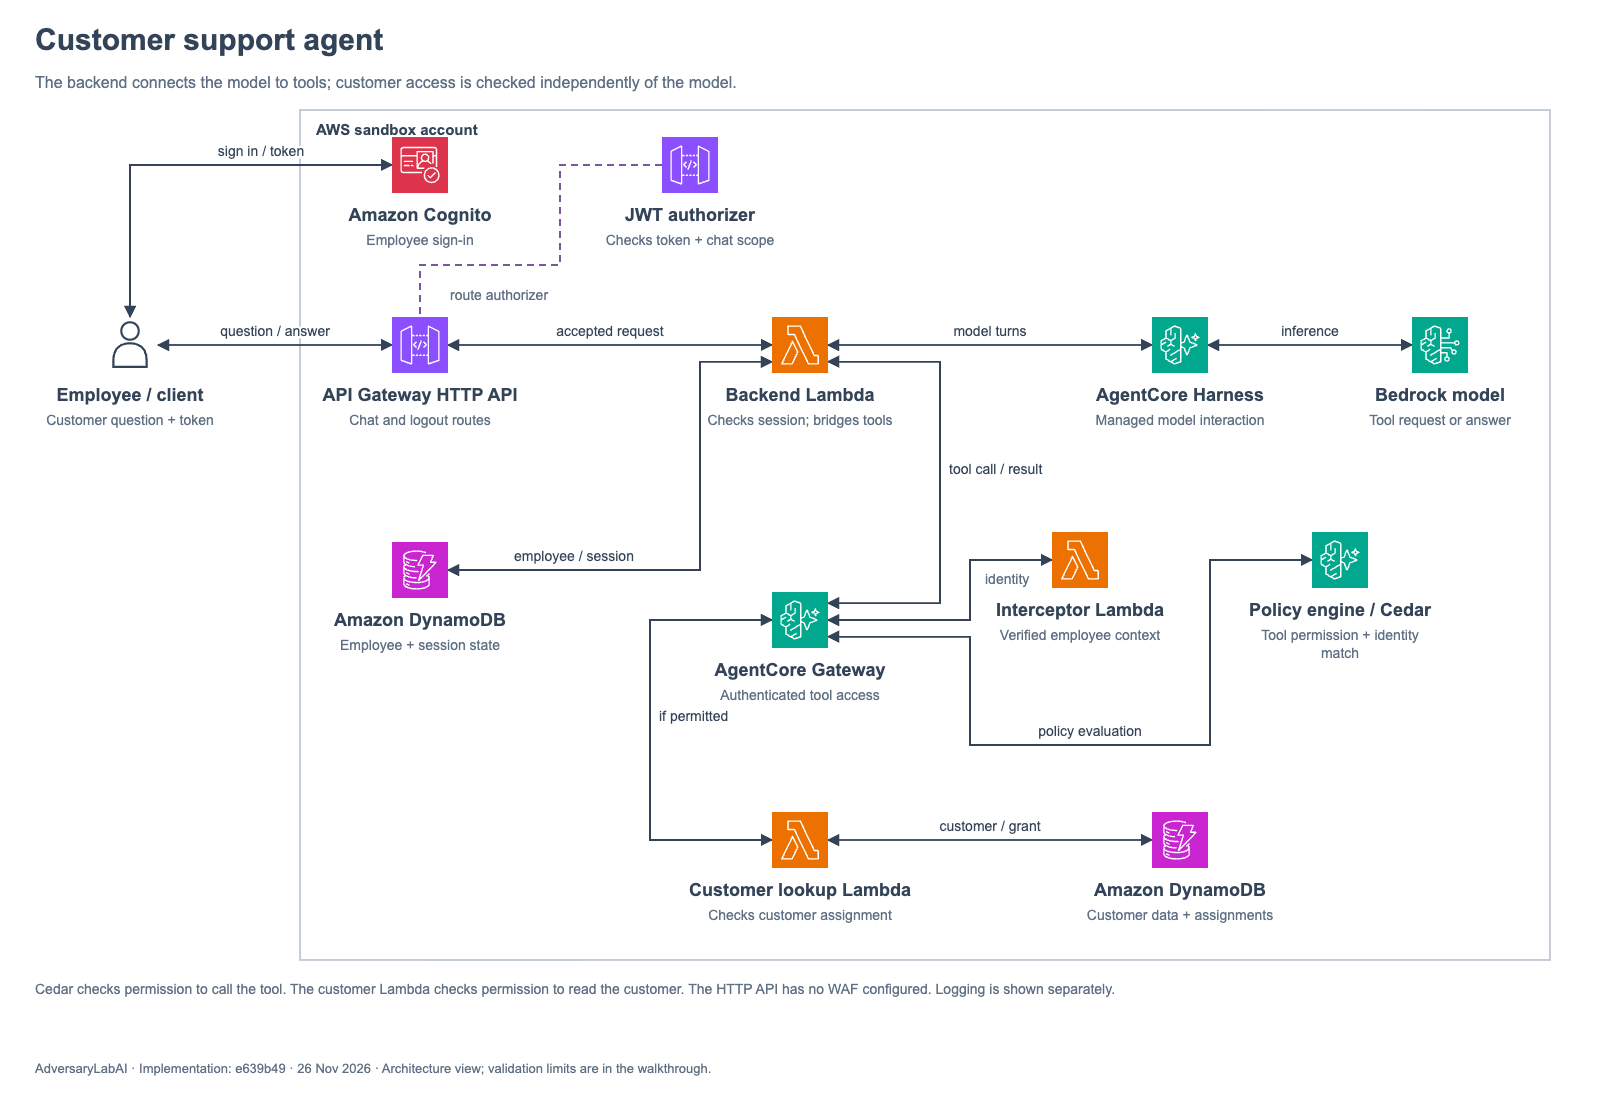 Customer support agent
The backend connects the model to tools; customer access is checked independently of the model.
AWS sandbox account
sign in / token
Amazon Cognito
Employee sign-in
JWT authorizer
Checks token + chat scope
route authorizer
question / answer
accepted request
model turns
inference
Employee / client
Customer question + token
API Gateway HTTP API
Chat and logout routes
Backend Lambda
Checks session; bridges tools
AgentCore Harness
Managed model interaction
Bedrock model
Tool request or answer
tool call / result
employee / session
identity
Amazon DynamoDB
Employee + session state
Interceptor Lambda
Verified employee context
Policy engine / Cedar
Tool permission + identity
match
AgentCore Gateway
Authenticated tool access
if permitted
policy evaluation
customer / grant
Customer lookup Lambda
Checks customer assignment
Amazon DynamoDB
Customer data + assignments
Cedar checks permission to call the tool. The customer Lambda checks permission to read the customer. The HTTP API has no WAF configured. Logging is shown separately.
AdversaryLabAI · Implementation: e639b49 · 26 Nov 2026 · Architecture view; validation limits are in the walkthrough.